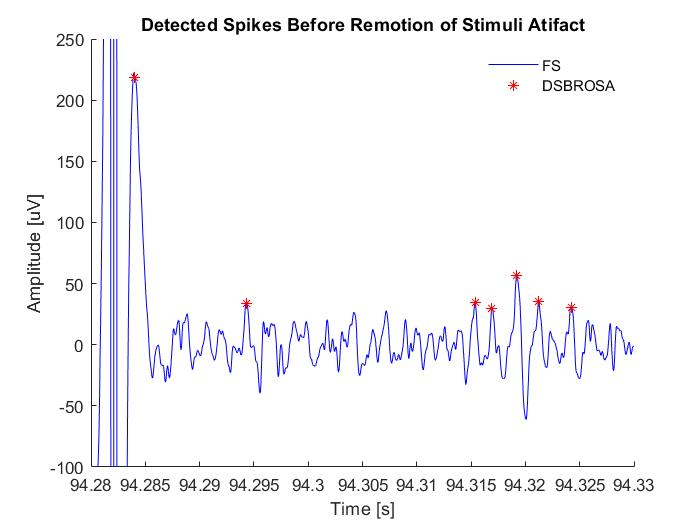 Detected Spikes Before Remotion of Stimuli Atifact
FS
DSBROSA
250
200
150
100
50
0
-50
-100
Amplitude [uV]
94.28 94.285 94.29 94.295 94.3 94.305 94.31 94.315 94.32 94.325 94.33
Time [s]